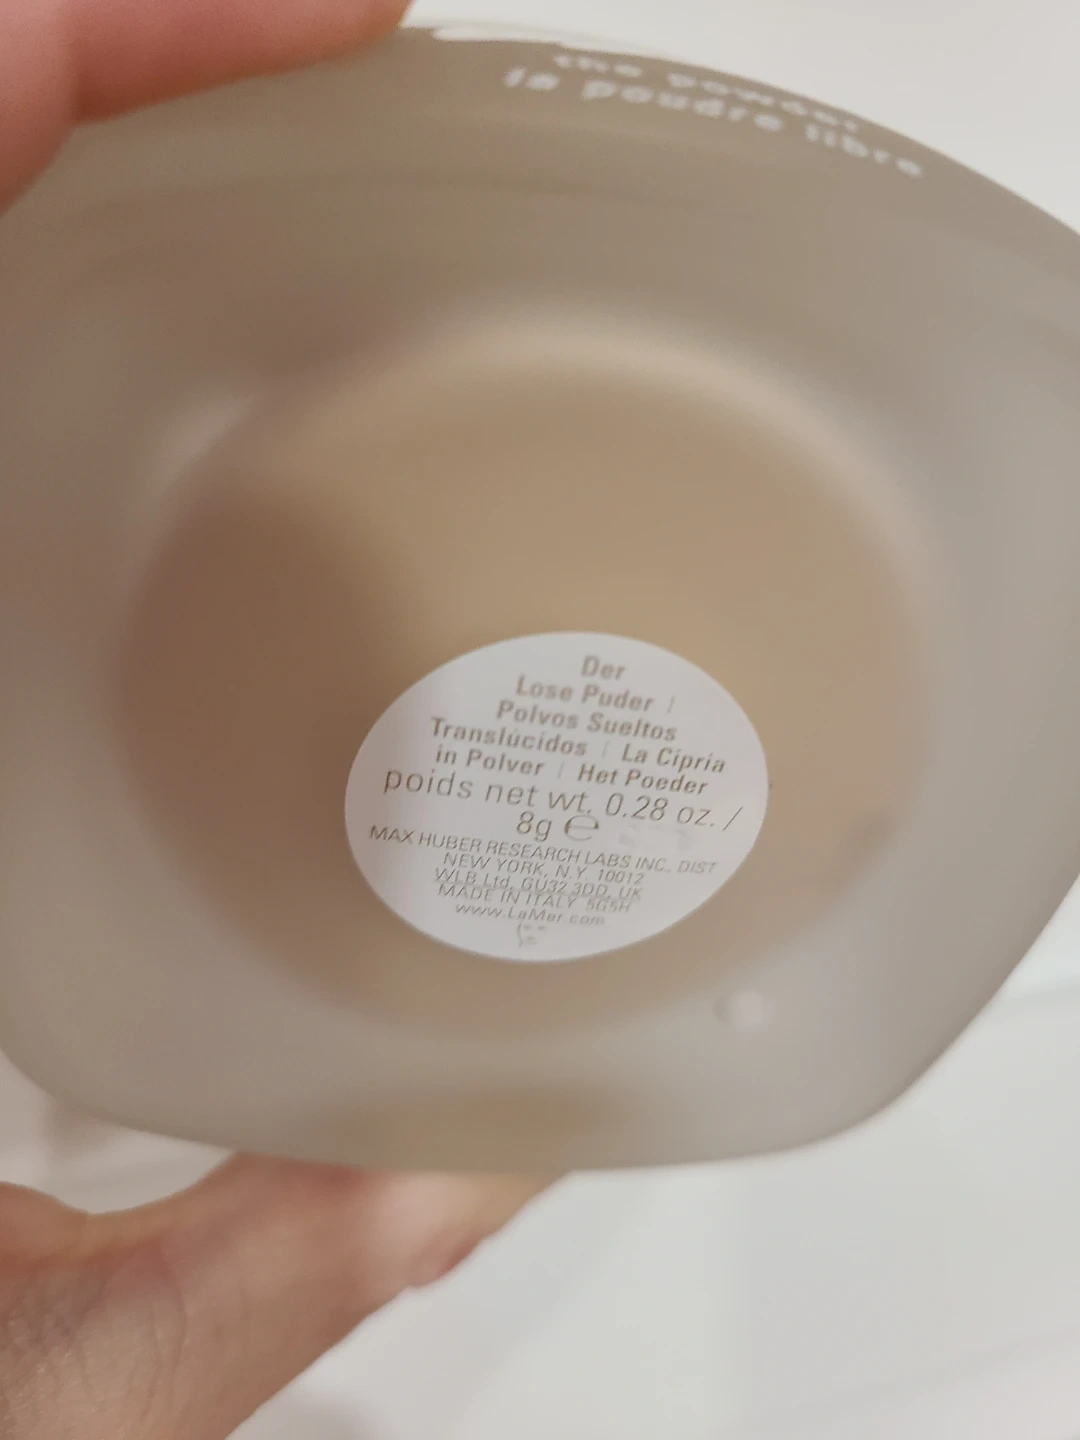 the powder
la poudre libre
Der
Lose Puder |
Polvos Sueltos
Translúcidos | La Cipria
in Polver | Het Poeder
poids net wt. 0.28 oz. /
8g ℮
MAX HUBER RESEARCH LABS INC., DIST
NEW YORK, N.Y. 10012
WLB Ltd, GU32 3DD, UK
MADE IN ITALY 5G5H
www.LaMer.com